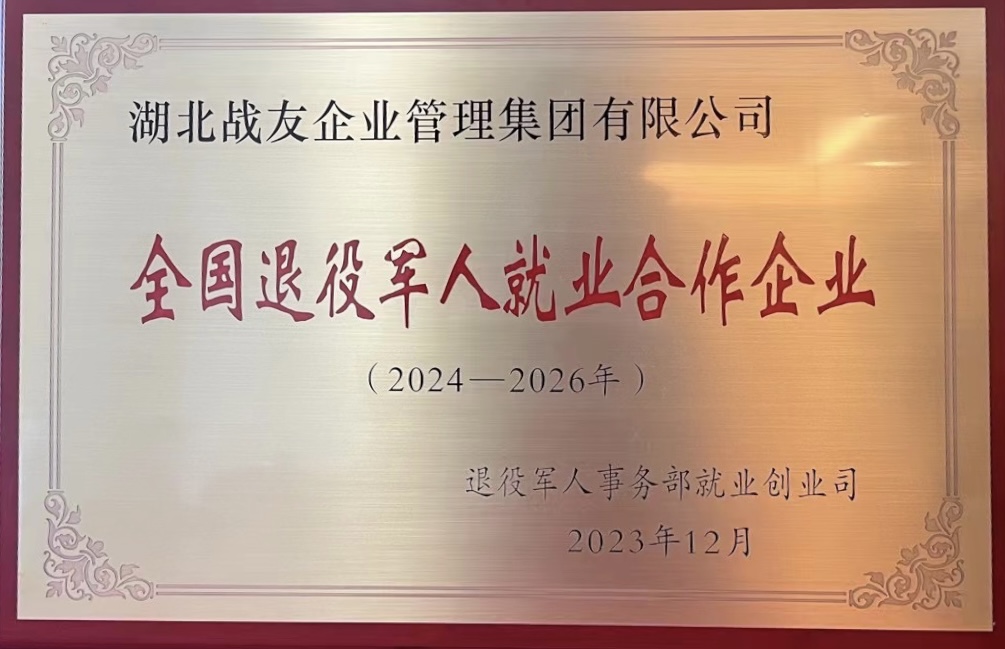 湖北战友企业管理集团有限公司
全国退役军人就业合作企业
（2024—2026年）
退役军人事务部就业创业司
2023年12月